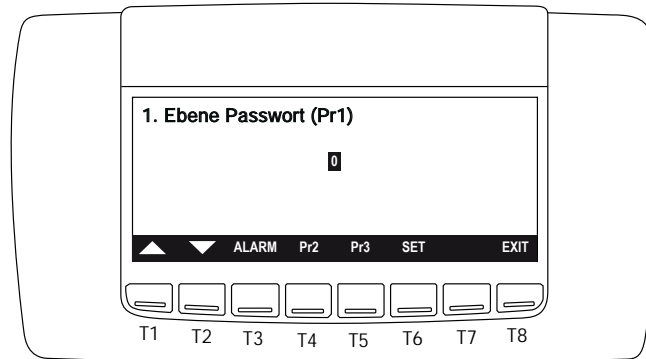 1. Ebene Passwort (Pr1)
0
ALARM Pr2 Pr3 SET EXIT
T1 T2 T3 T4 T5 T6 T7 T8